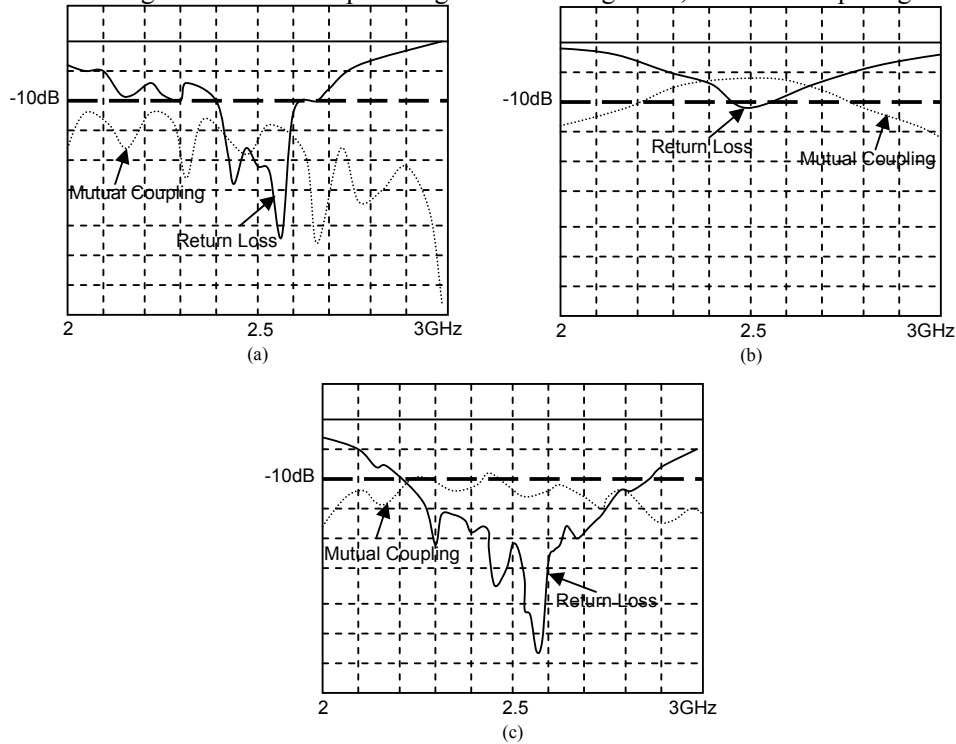 -10dB
Mutual Coupling
Return Loss
2 2.5 3GHz
(a)
-10dB
Return Loss
Mutual Coupling
2 2.5 3GHz
(b)
-10dB
Mutual Coupling
Return Loss
2 2.5 3GHz
(c)